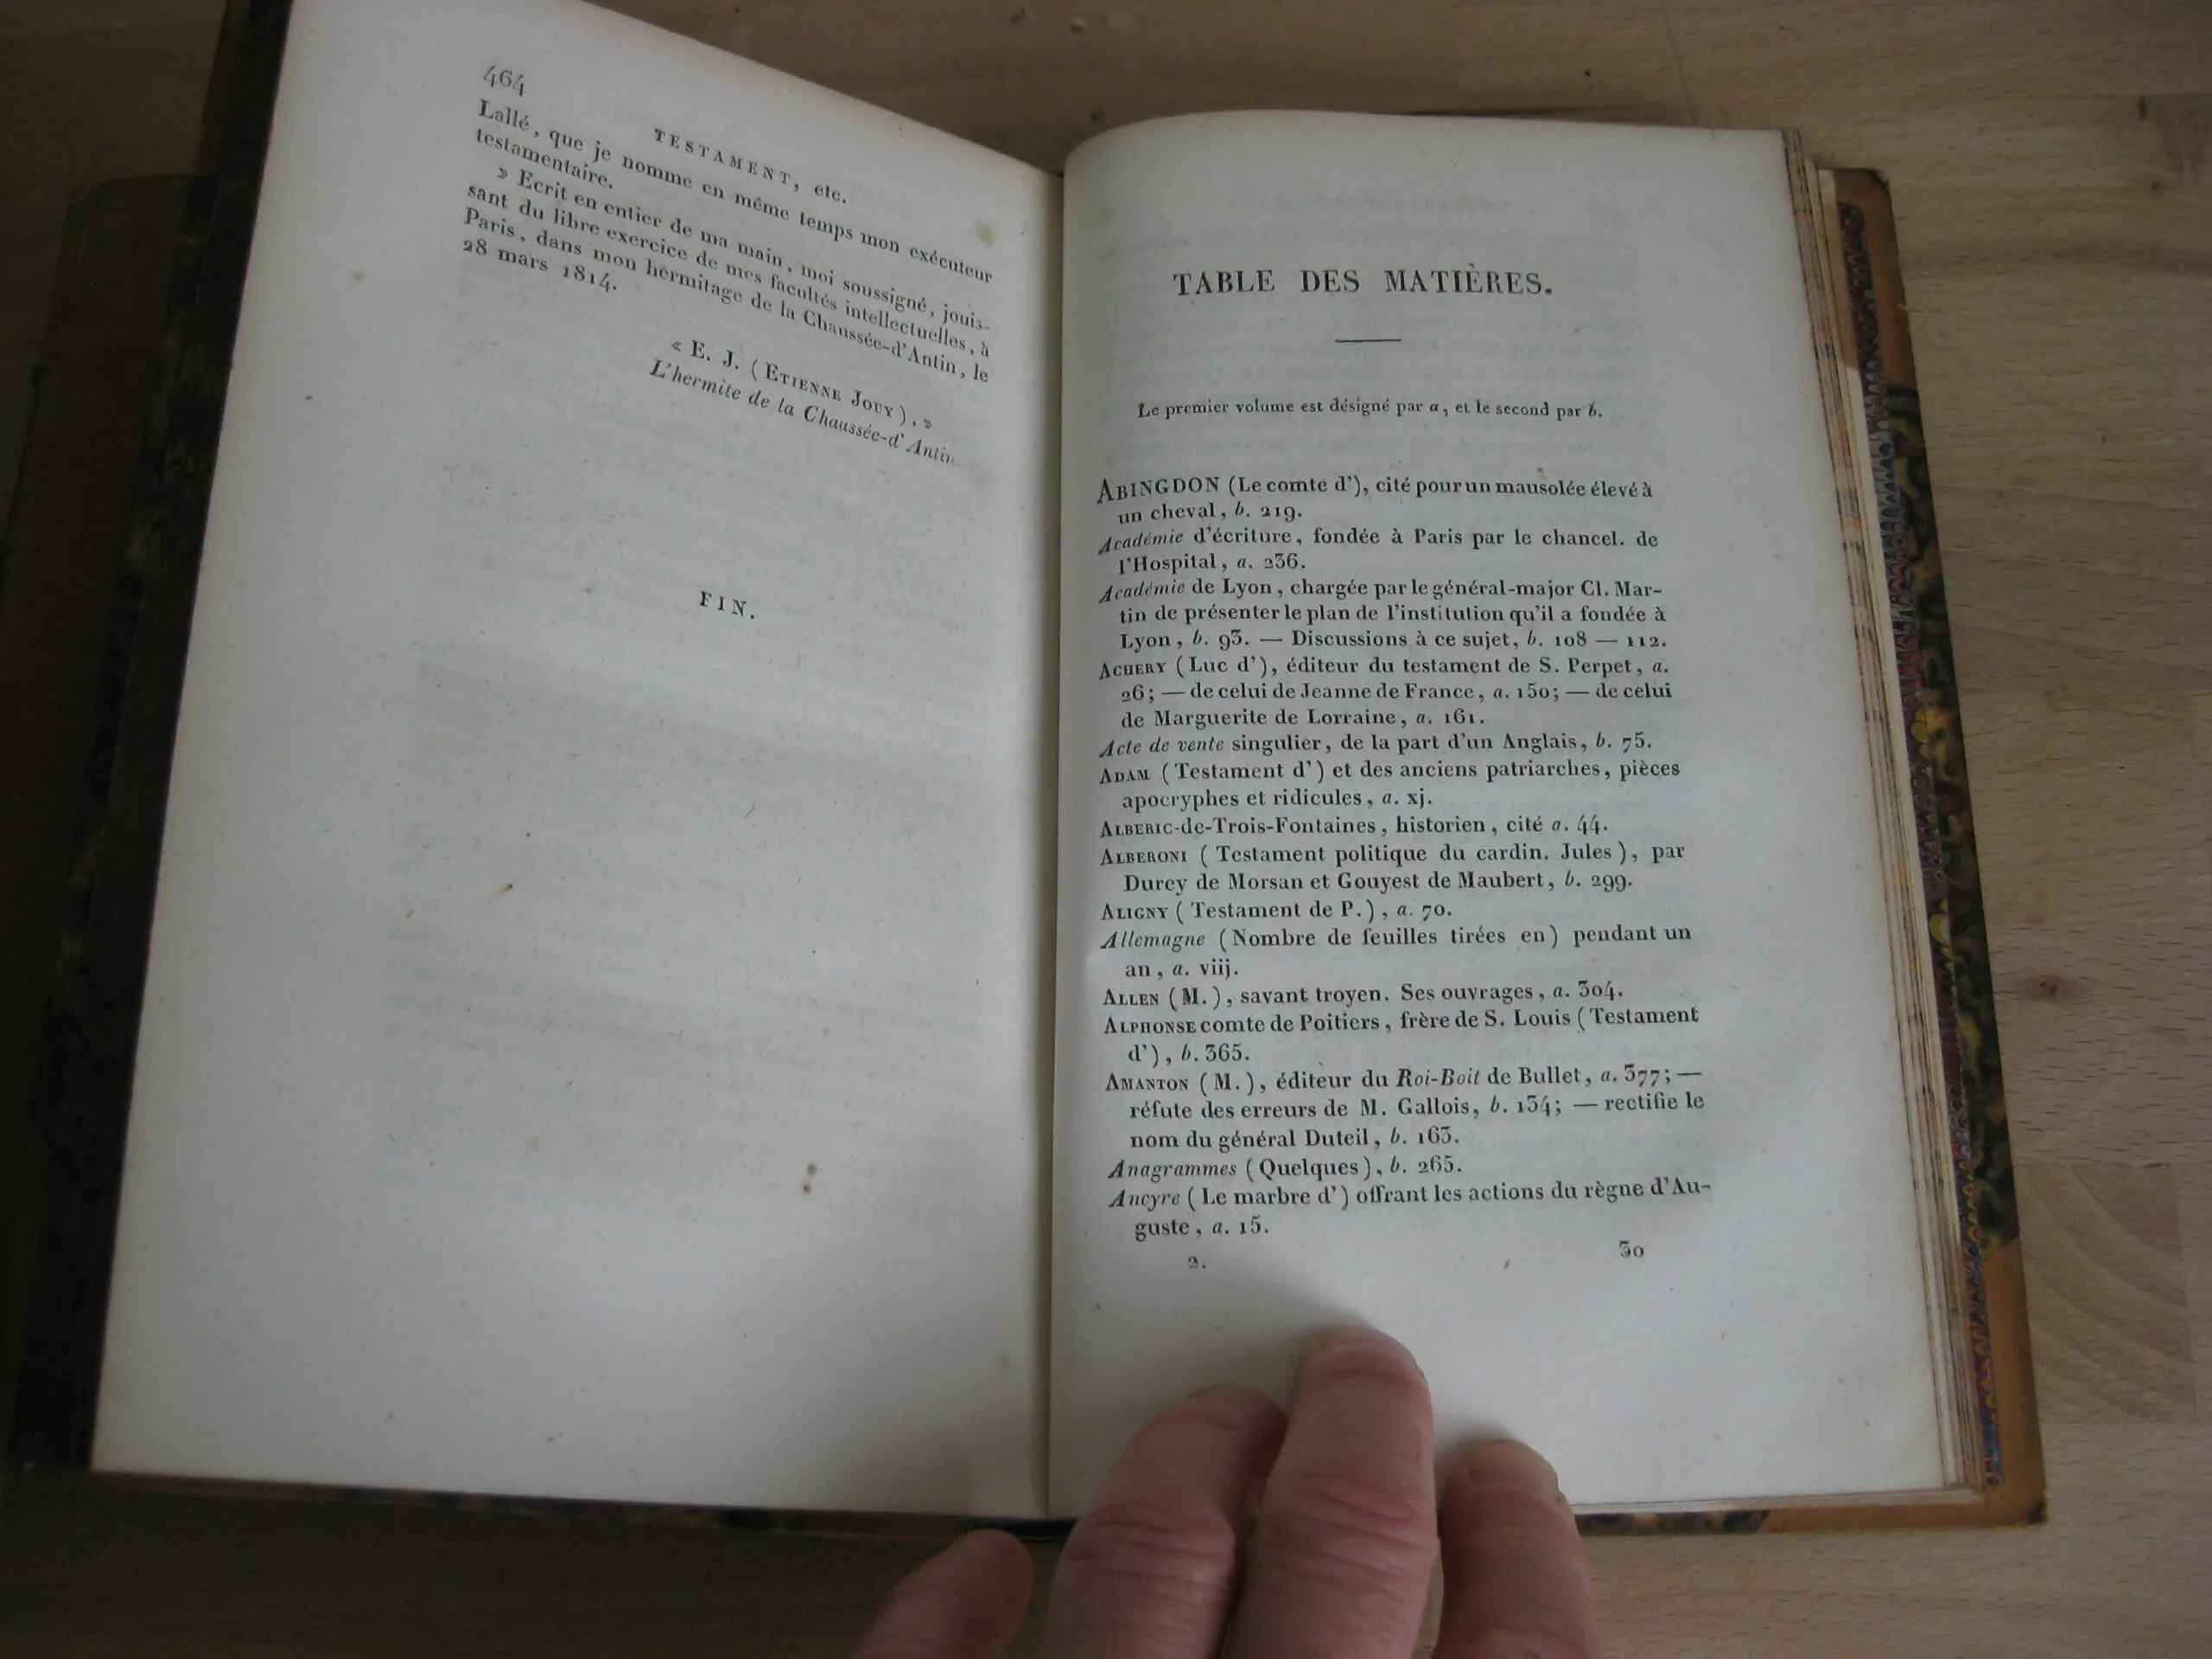 464
TESTAMENT, etc.
Lallé, que je nomme en même temps mon exécuteur
testamentaire.
» Ecrit en entier de ma main, moi soussigné, jouis-
sant du libre exercice de mes facultés intellectuelles, à
Paris, dans mon hermitage de la Chaussée-d'Antin, le
28 mars 1814.
« E. J. (ETIENNE JOUY), »
L'hermite de la Chaussée-d'Antin.
FIN.
TABLE DES MATIÈRES.
Le premier volume est désigné par a, et le second par b.
ABINGDON (Le comte d'), cité pour un mausolée élevé à
un cheval, b. 219.
Académie d'écriture, fondée à Paris par le chancel. de
l'Hospital, a. 236.
Académie de Lyon, chargée par le général-major Cl. Mar-
tin de présenter le plan de l'institution qu'il a fondée à
Lyon, b. 93. — Discussions à ce sujet, b. 108 — 112.
ACHERY (Luc d'), éditeur du testament de S. Perpet, a.
26; — de celui de Jeanne de France, a. 150; — de celui
de Marguerite de Lorraine, a. 161.
Acte de vente singulier, de la part d'un Anglais, b. 75.
ADAM (Testament d') et des anciens patriarches, pièces
apocryphes et ridicules, a. xj.
ALBERIC-de-Trois-Fontaines, historien, cité a. 44.
ALBERONI (Testament politique du cardin. Jules), par
Durey de Morsan et Gouyest de Maubert, b. 299.
ALIGNY (Testament de P.), a. 70.
Allemagne (Nombre de feuilles tirées en) pendant un
an, a. viij.
ALLEN (M.), savant troyen. Ses ouvrages, a. 304.
ALPHONSE comte de Poitiers, frère de S. Louis (Testament
d'), b. 365.
AMANTON (M.), éditeur du Roi-Boit de Bullet, a. 377; —
réfute des erreurs de M. Gallois, b. 134; — rectifie le
nom du général Duteil, b. 163.
Anagrammes (Quelques), b. 265.
Ancyre (Le marbre d') offrant les actions du règne d'Au-
guste, a. 15.
2. 30